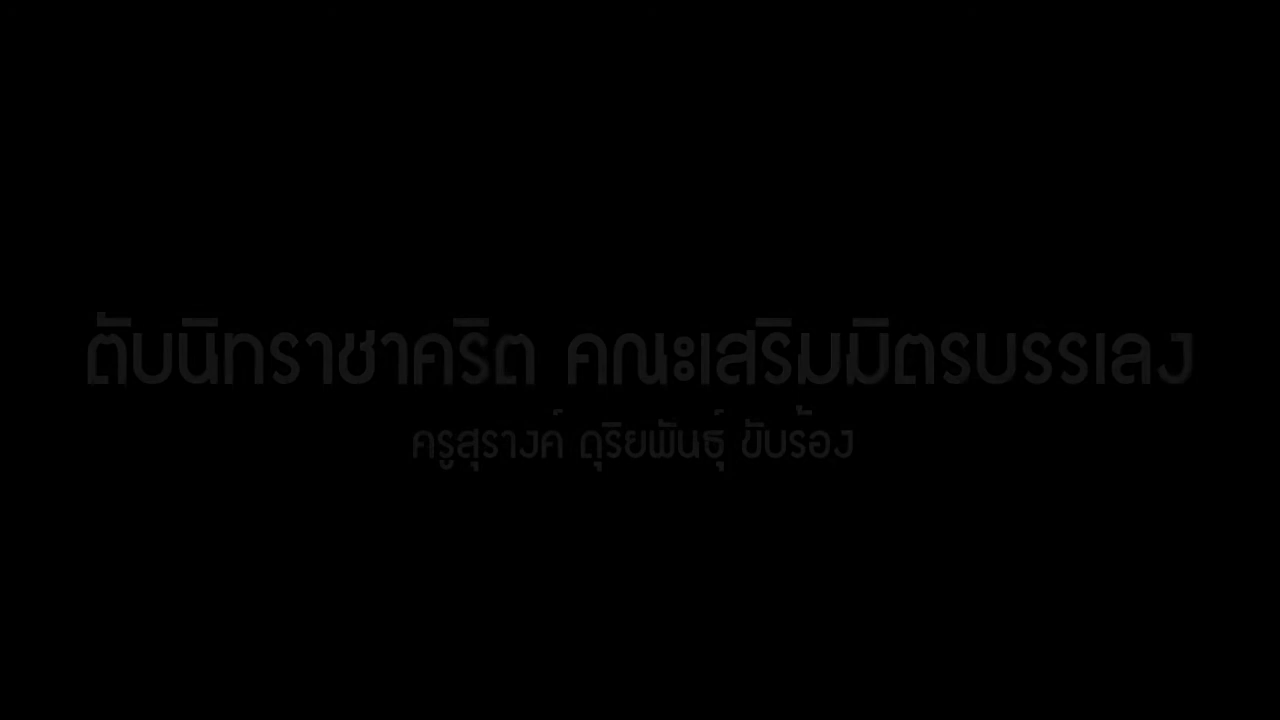 ตับนิทราชาคริต คณะเสริมมิตรบรรเลง
ครูสุรางค์ ดุริยพันธุ์ ขับร้อง